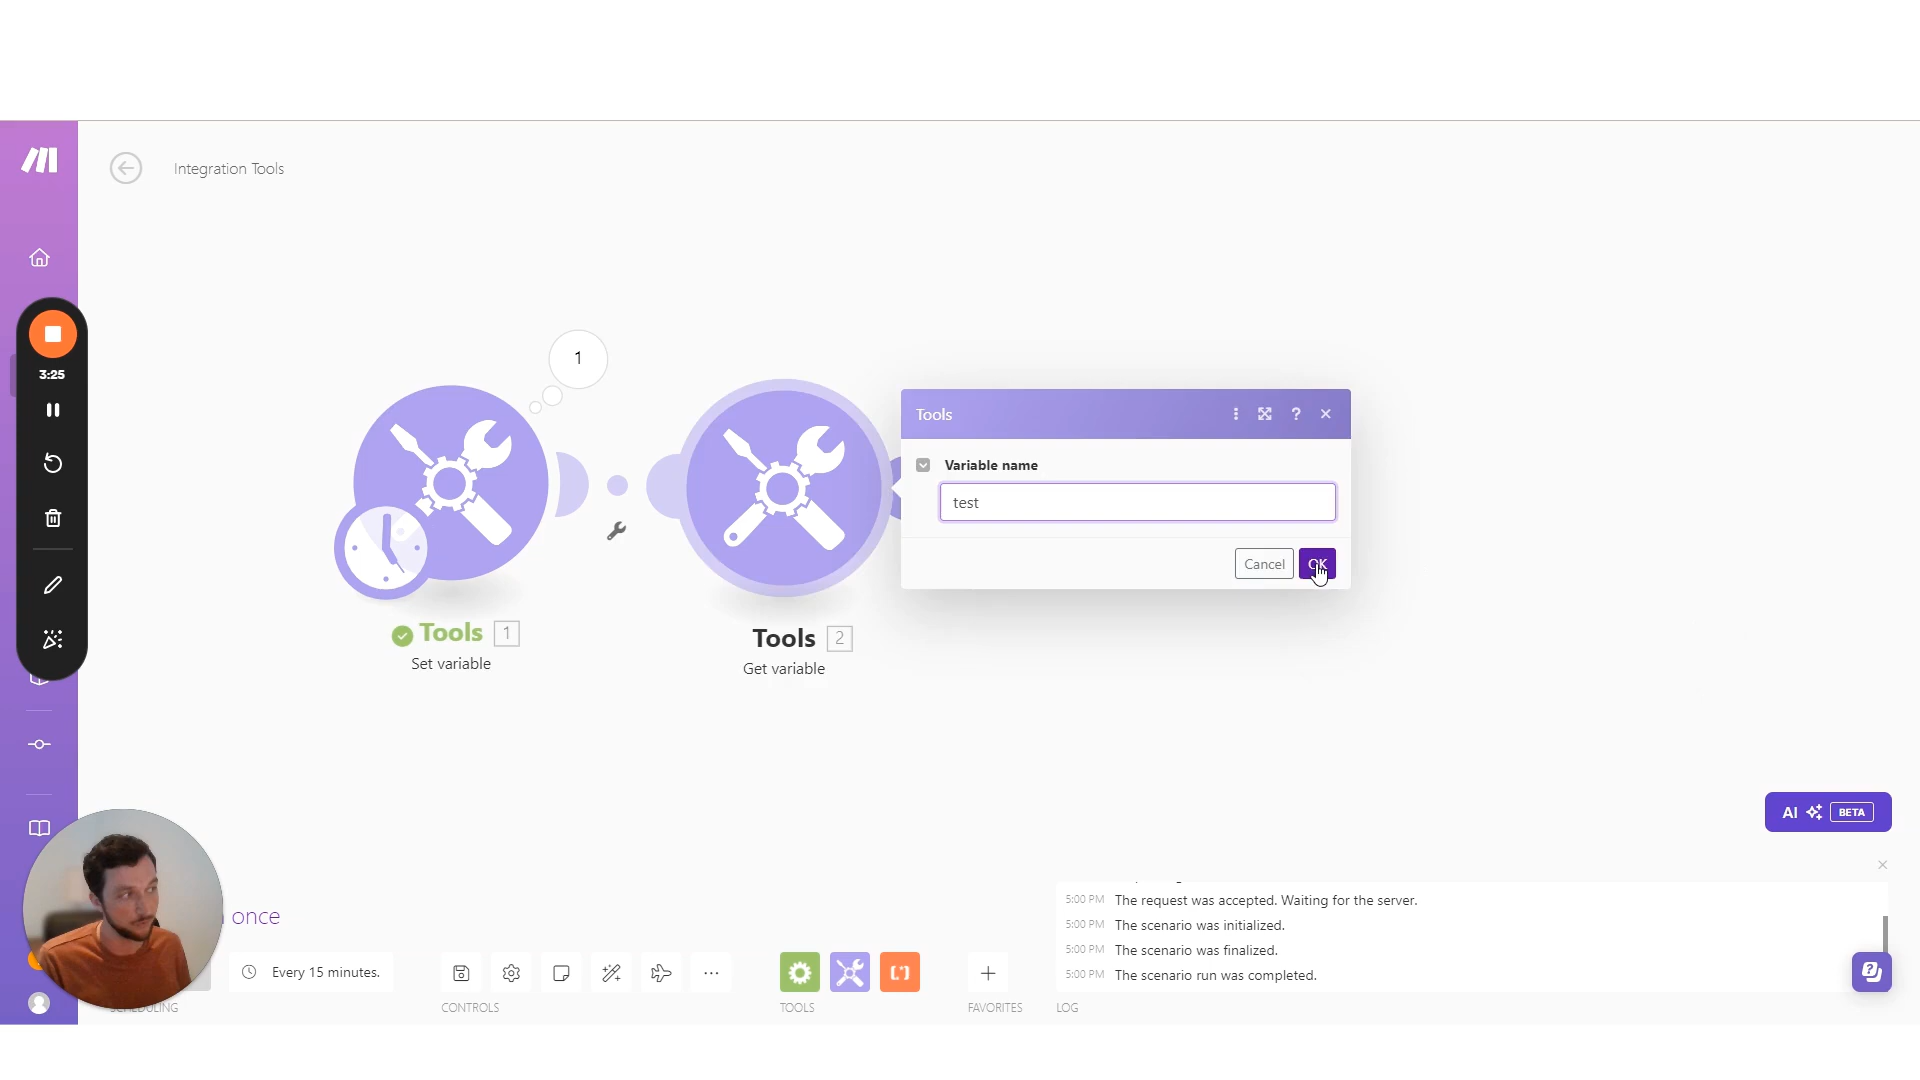 Integration Tools
3:25
1
Tools
Variable name
test
Cancel
OK
Tools 1
Set variable
Tools 2
Get variable
AI BETA
once
5:00 PM The request was accepted. Waiting for the server.
5:00 PM The scenario was initialized.
5:00 PM The scenario was finalized.
5:00 PM The scenario run was completed.
Every 15 minutes.
SCHEDULING
CONTROLS
TOOLS
FAVORITES
LOG